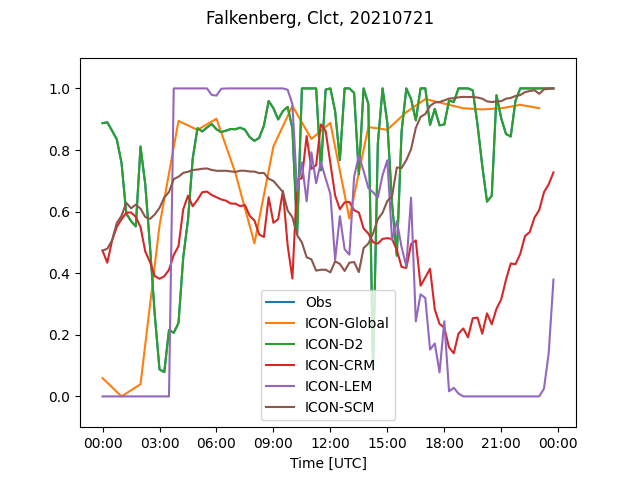 Falkenberg, Clct, 20210721
1.0
0.8
0.6
0.4
0.2
0.0
Obs
ICON-Global
ICON-D2
ICON-CRM
ICON-LEM
ICON-SCM
00:00 03:00 06:00 09:00 12:00 15:00 18:00 21:00 00:00
Time [UTC]